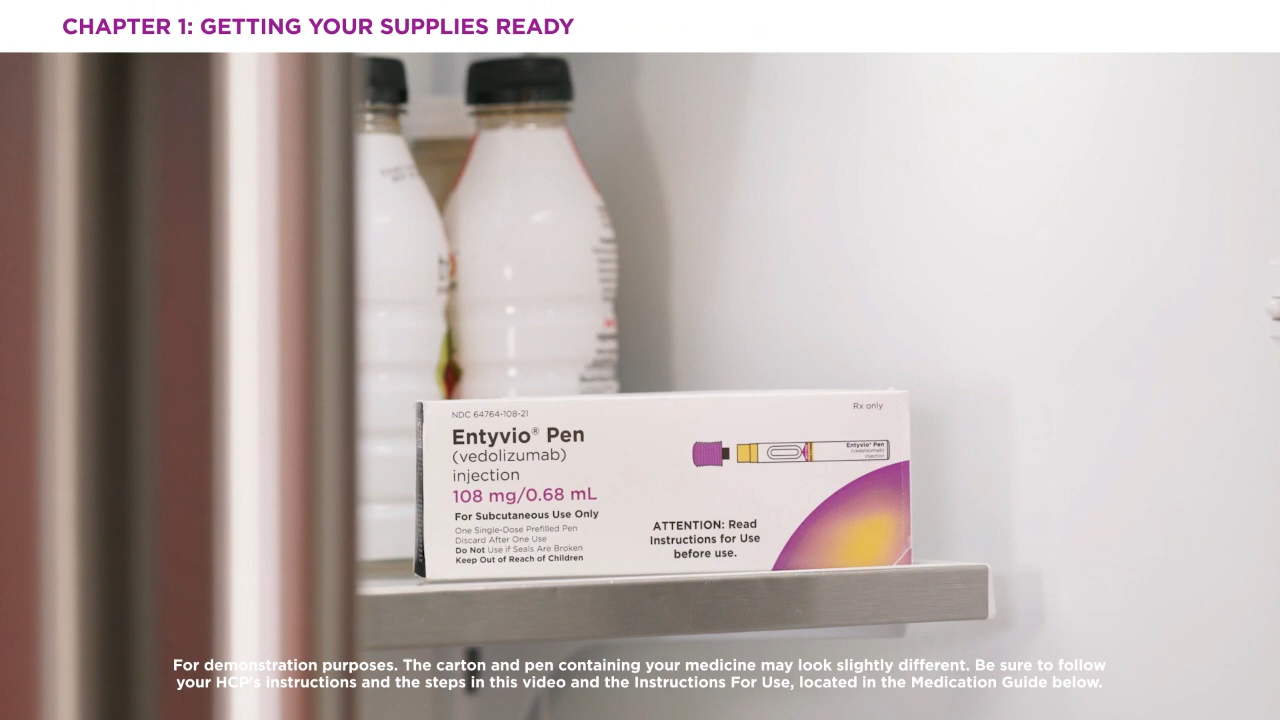 CHAPTER 1: GETTING YOUR SUPPLIES READY
NDC 64764-108-21
Rx only
Entyvio® Pen
(vedolizumab)
injection
108 mg/0.68 mL
For Subcutaneous Use Only
One Single-Dose Prefilled Pen
Discard After One Use
Do Not Use if Seals Are Broken
Keep Out of Reach of Children
Entyvio® Pen
(vedolizumab)
injection
ATTENTION: Read
Instructions for Use
before use.
For demonstration purposes. The carton and pen containing your medicine may look slightly different. Be sure to follow
your HCP's instructions and the steps in this video and the Instructions For Use, located in the Medication Guide below.